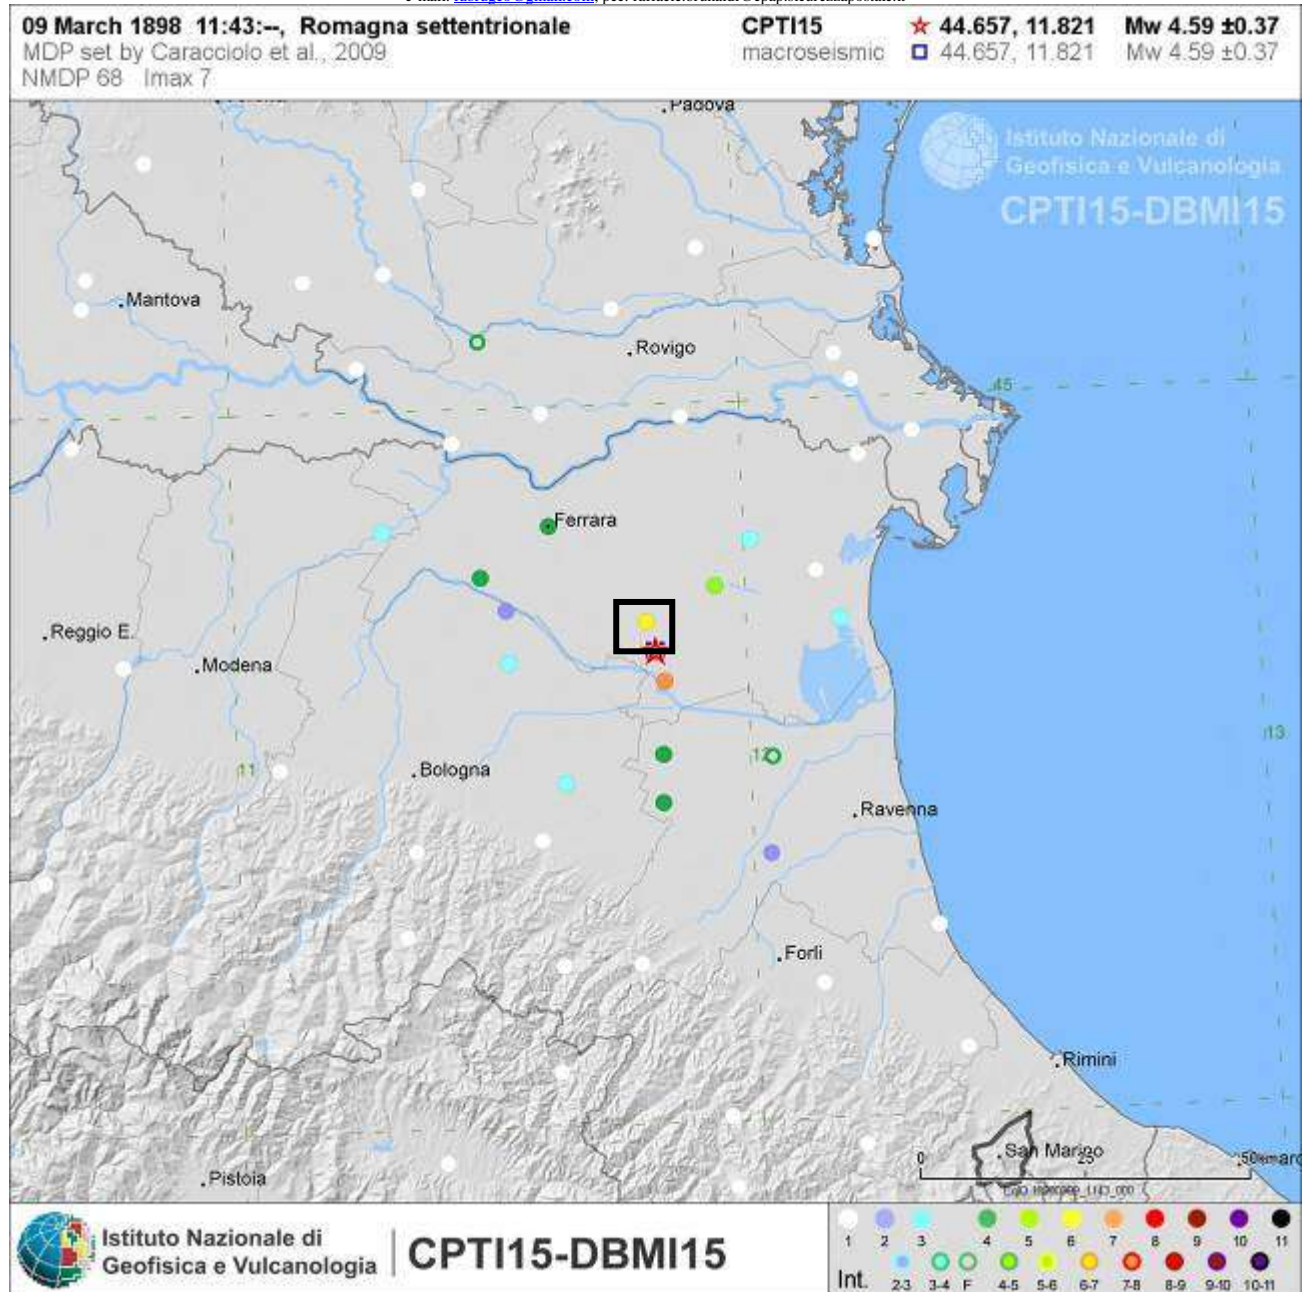 09 March 1898 11:43:--, Romagna settentrionale
MDP set by Caracciolo et al., 2009
NMDP 68 Imax 7
CPTI15 44.657, 11.821 Mw 4.59 ±0.37
macroseismic 44.657, 11.821 Mw 4.59 ±0.37
Padova
Istituto Nazionale di
Geofisica e Vulcanologia
CPTI15-DBMI15
Mantova
Rovigo
45
Ferrara
Reggio E.
Modena
13
12
11
Bologna
Ravenna
Forlì
Rimini
San Marino
0 25 50km
Pistoia
Istituto Nazionale di
Geofisica e Vulcanologia
CPTI15-DBMI15
1 2 3 4 5 6 7 8 9 10 11
Int. 2-3 3-4 F 4-5 5-6 6-7 7-8 8-9 9-10 10-11